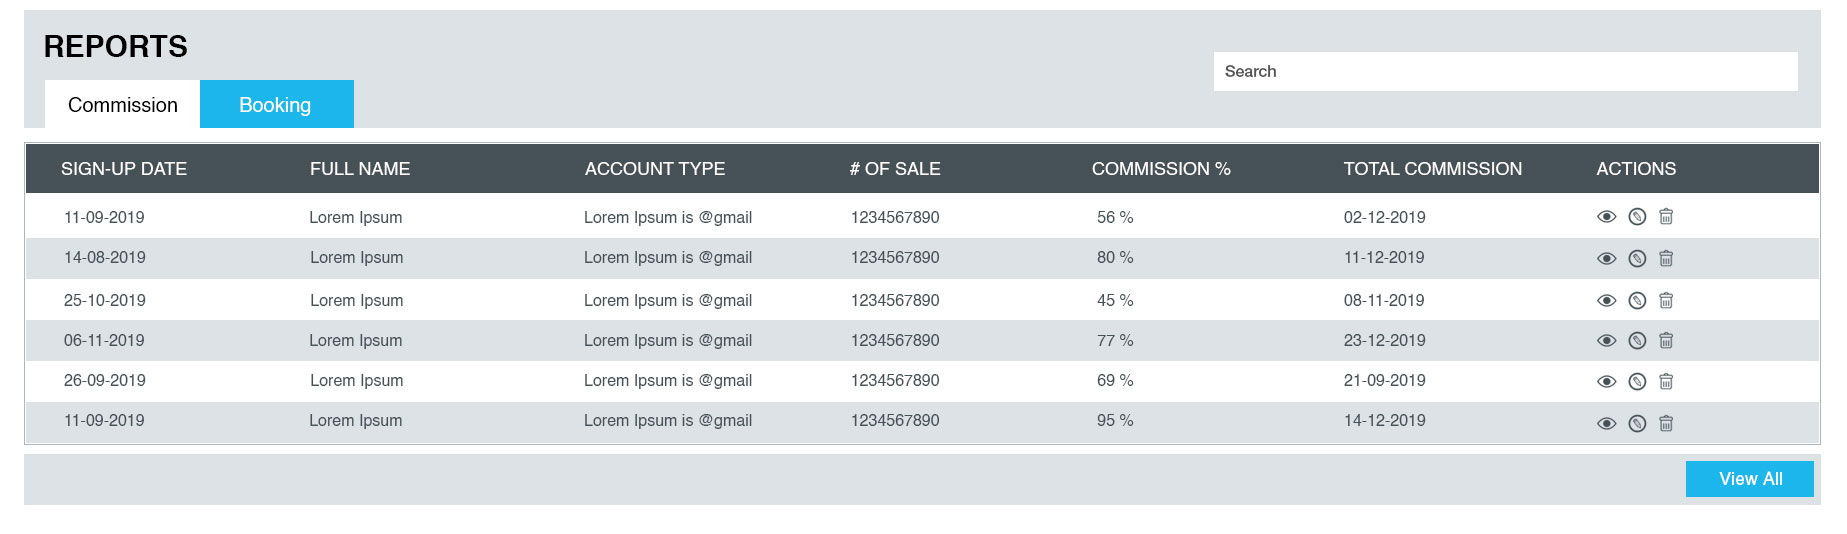 REPORTS
Search
Commission Booking
SIGN-UP DATE FULL NAME ACCOUNT TYPE # OF SALE COMMISSION % TOTAL COMMISSION ACTIONS
11-09-2019 Lorem Ipsum Lorem Ipsum is @gmail 1234567890 56 % 02-12-2019
14-08-2019 Lorem Ipsum Lorem Ipsum is @gmail 1234567890 80 % 11-12-2019
25-10-2019 Lorem Ipsum Lorem Ipsum is @gmail 1234567890 45 % 08-11-2019
06-11-2019 Lorem Ipsum Lorem Ipsum is @gmail 1234567890 77 % 23-12-2019
26-09-2019 Lorem Ipsum Lorem Ipsum is @gmail 1234567890 69 % 21-09-2019
11-09-2019 Lorem Ipsum Lorem Ipsum is @gmail 1234567890 95 % 14-12-2019
View All